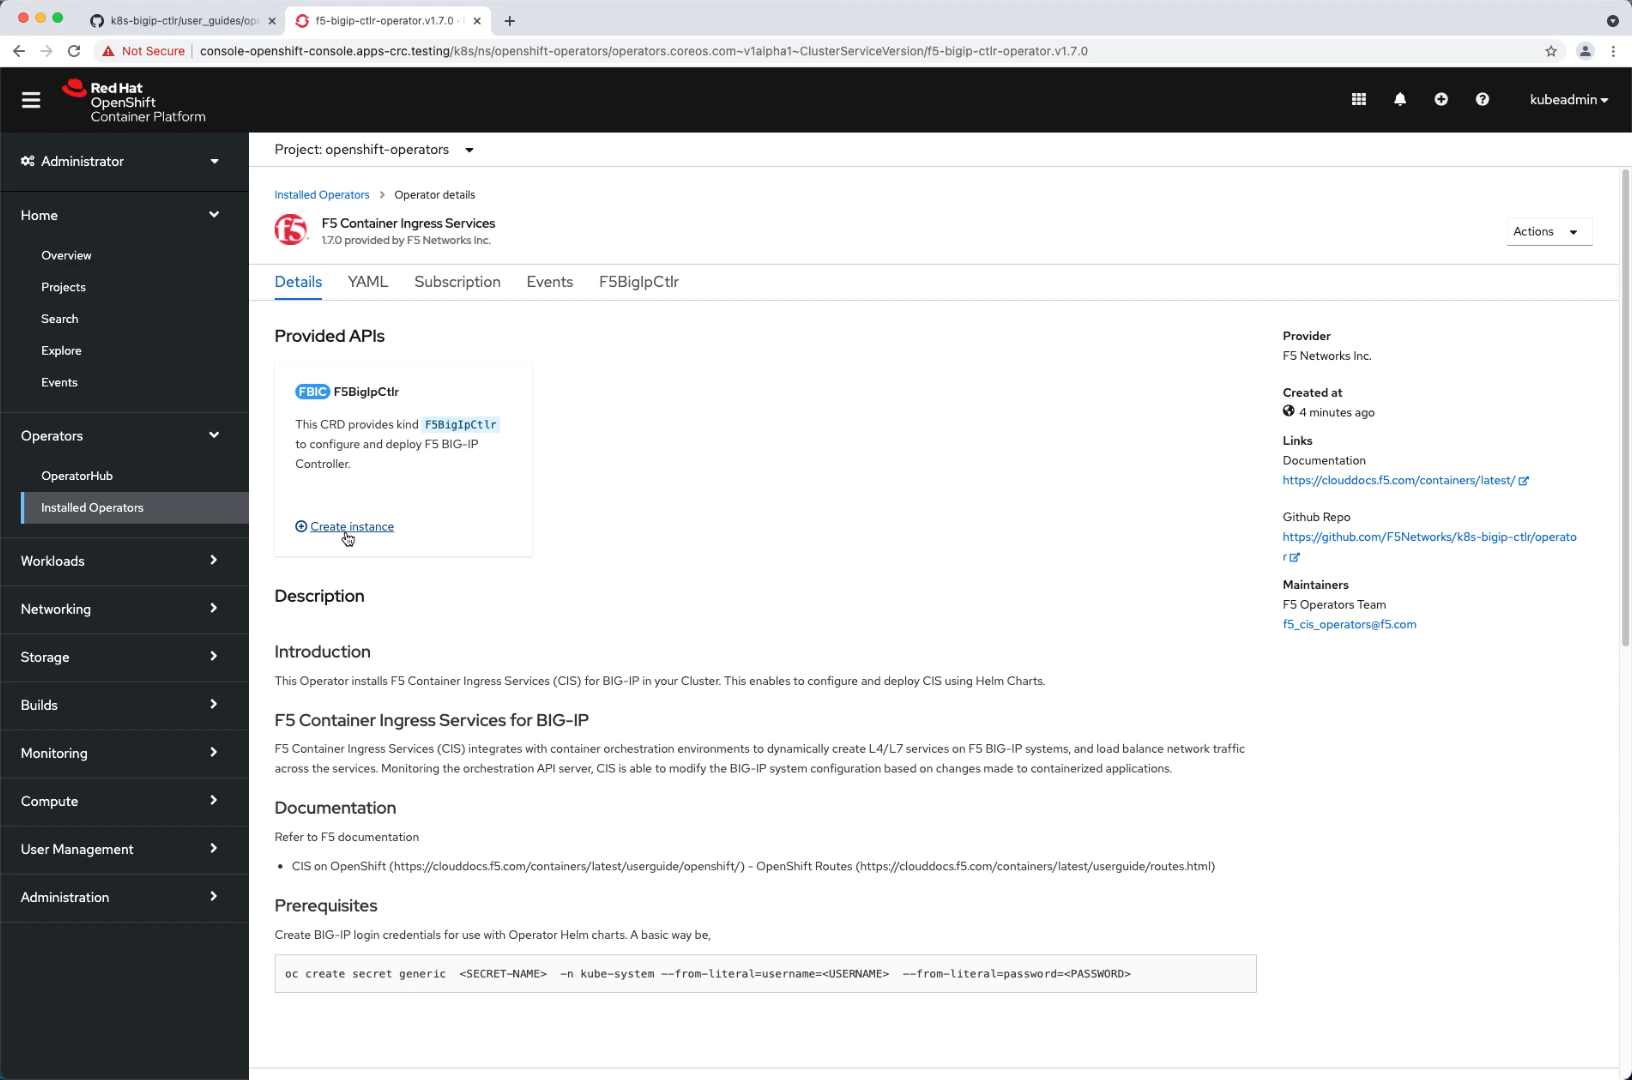 k8s-bigip-ctlr/user_guides/ope
f5-bigip-ctlr-operator.v1.7.0 ·
Not Secure
console-openshift-console.apps-crc.testing/k8s/ns/openshift-operators/operators.coreos.com~v1alpha1~ClusterServiceVersion/f5-bigip-ctlr-operator.v1.7.0
Red Hat
OpenShift
Container Platform
kubeadmin
Administrator
Home
Overview
Projects
Search
Explore
Events
Operators
OperatorHub
Installed Operators
Workloads
Networking
Storage
Builds
Monitoring
Compute
User Management
Administration
Project: openshift-operators
Installed Operators > Operator details
f5
F5 Container Ingress Services
1.7.0 provided by F5 Networks Inc.
Actions
Details YAML Subscription Events F5BigIpCtlr
Provided APIs
FBIC F5BigIpCtlr
This CRD provides kind F5BigIpCtlr
to configure and deploy F5 BIG-IP
Controller.
Create instance
Description
Introduction
This Operator installs F5 Container Ingress Services (CIS) for BIG-IP in your Cluster. This enables to configure and deploy CIS using Helm Charts.
F5 Container Ingress Services for BIG-IP
F5 Container Ingress Services (CIS) integrates with container orchestration environments to dynamically create L4/L7 services on F5 BIG-IP systems, and load balance network traffic
across the services. Monitoring the orchestration API server, CIS is able to modify the BIG-IP system configuration based on changes made to containerized applications.
Documentation
Refer to F5 documentation
• CIS on OpenShift (https://clouddocs.f5.com/containers/latest/userguide/openshift/) - OpenShift Routes (https://clouddocs.f5.com/containers/latest/userguide/routes.html)
Prerequisites
Create BIG-IP login credentials for use with Operator Helm charts. A basic way be,
oc create secret generic <SECRET-NAME> -n kube-system --from-literal=username=<USERNAME> --from-literal=password=<PASSWORD>
Provider
F5 Networks Inc.
Created at
4 minutes ago
Links
Documentation
https://clouddocs.f5.com/containers/latest/
Github Repo
https://github.com/F5Networks/k8s-bigip-ctlr/operato
r
Maintainers
F5 Operators Team
f5_cis_operators@f5.com